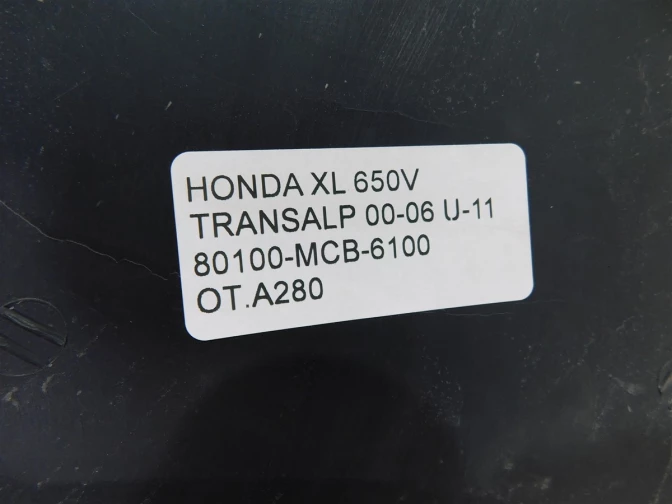 HONDA XL 650V
TRANSALP 00-06 U-11
80100-MCB-6100
OT.A280